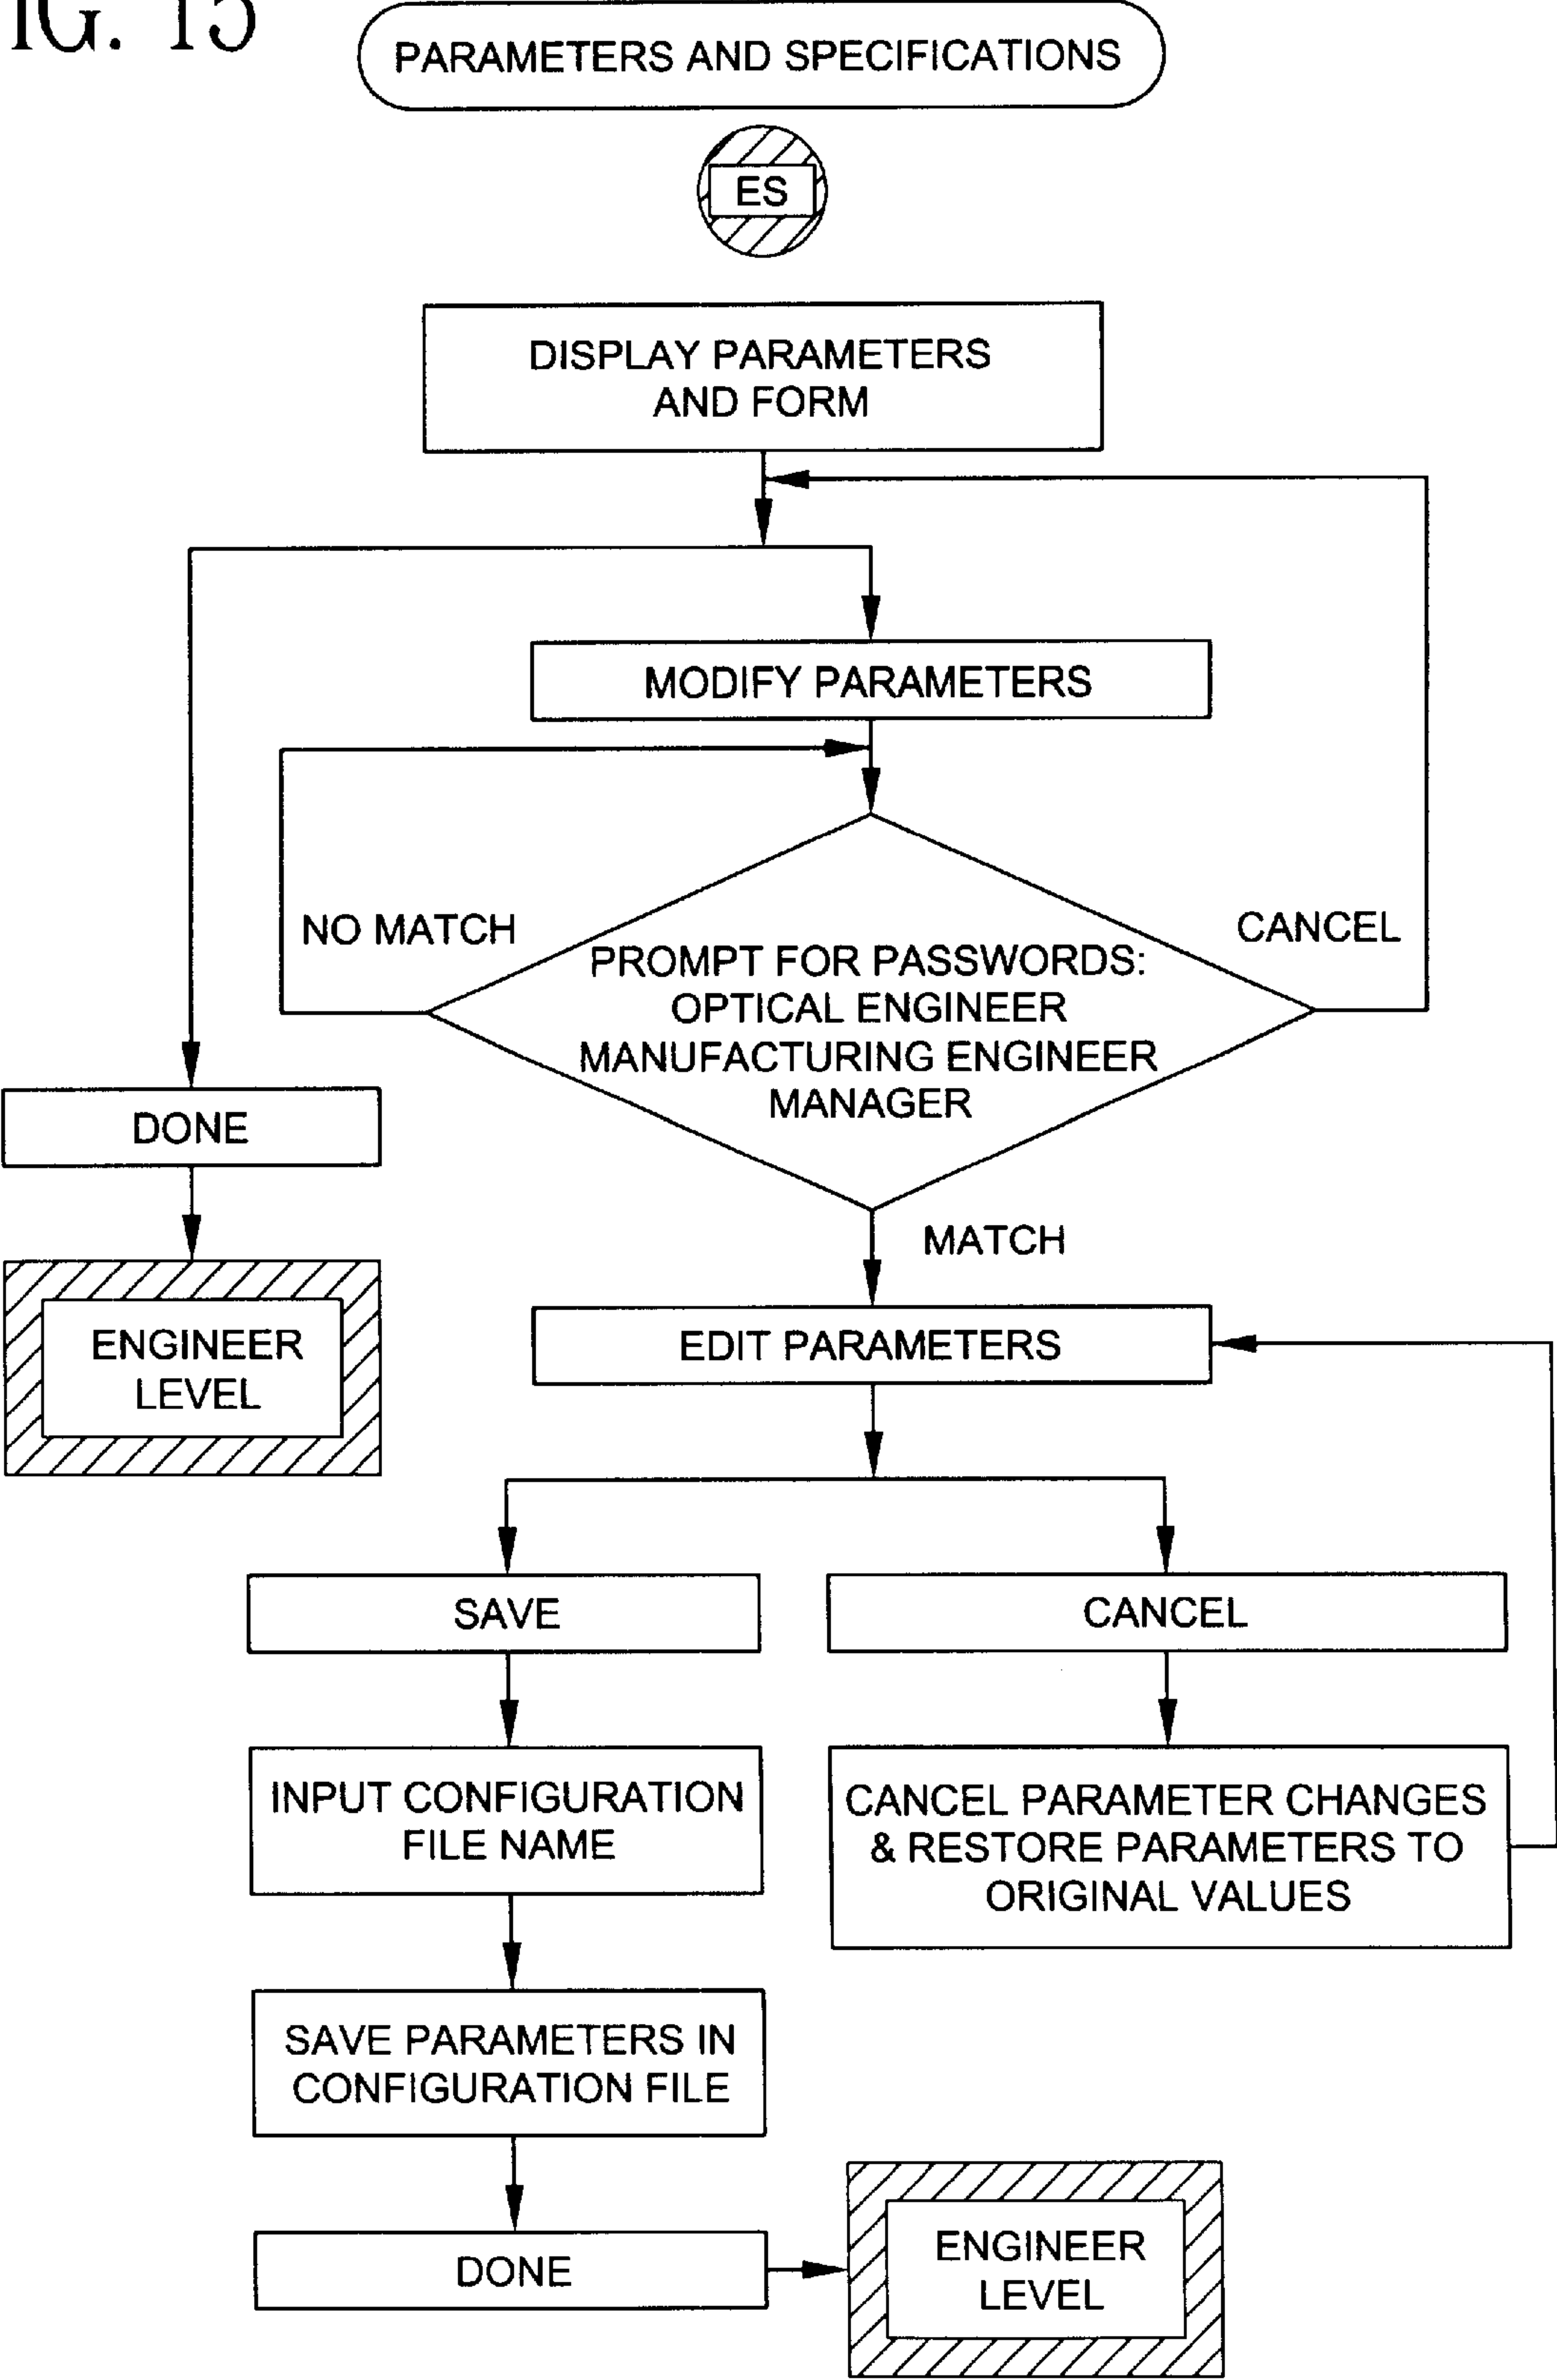 FIG. 15
PARAMETERS AND SPECIFICATIONS
ES
DISPLAY PARAMETERS
AND FORM
MODIFY PARAMETERS
NO MATCH
CANCEL
PROMPT FOR PASSWORDS:
OPTICAL ENGINEER
MANUFACTURING ENGINEER
MANAGER
DONE
MATCH
ENGINEER
LEVEL
EDIT PARAMETERS
SAVE
CANCEL
INPUT CONFIGURATION
FILE NAME
CANCEL PARAMETER CHANGES
& RESTORE PARAMETERS TO
ORIGINAL VALUES
SAVE PARAMETERS IN
CONFIGURATION FILE
DONE
ENGINEER
LEVEL